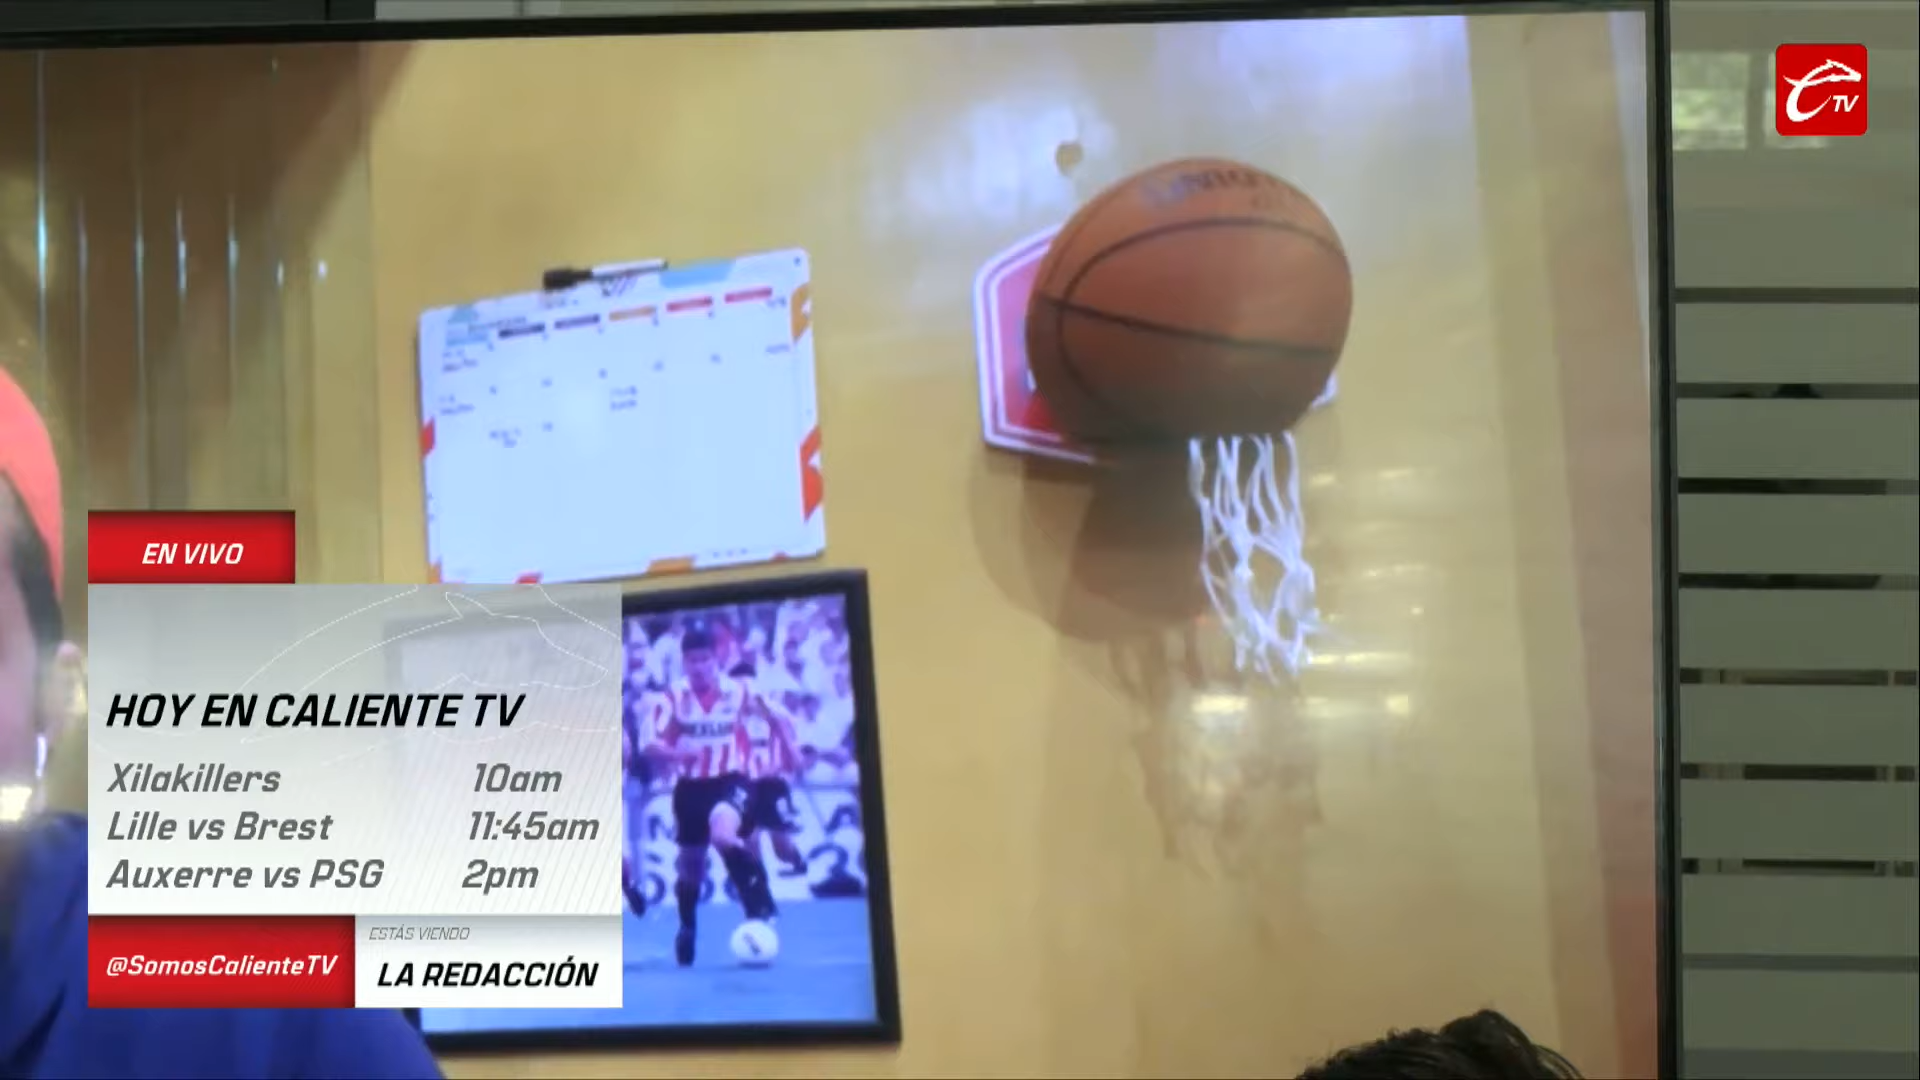 TV
EN VIVO
HOY EN CALIENTE TV
Xilakillers 10am
Lille vs Brest 11:45am
Auxerre vs PSG 2pm
@SomosCalienteTV
ESTÁS VIENDO
LA REDACCIÓN